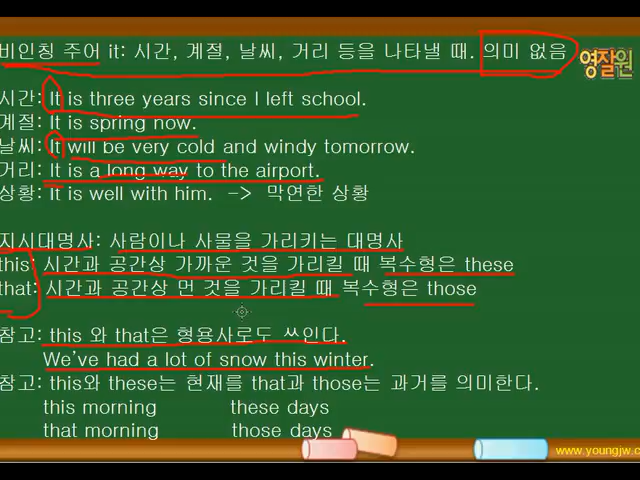 비인칭 주어 it: 시간, 계절, 날씨, 거리 등을 나타낼 때. 의미 없음
영잘원
시간: It is three years since I left school.
계절: It is spring now.
날씨: It will be very cold and windy tomorrow.
거리: It is a long way to the airport.
상황: It is well with him. -> 막연한 상황
지시대명사: 사람이나 사물을 가리키는 대명사
this: 시간과 공간상 가까운 것을 가리킬 때 복수형은 these
that: 시간과 공간상 먼 것을 가리킬 때 복수형은 those
참고: this 와 that은 형용사로도 쓰인다.
We've had a lot of snow this winter.
참고: this와 these는 현재를 that과 those는 과거를 의미한다.
this morning these days
that morning those days
www.youngjw.c